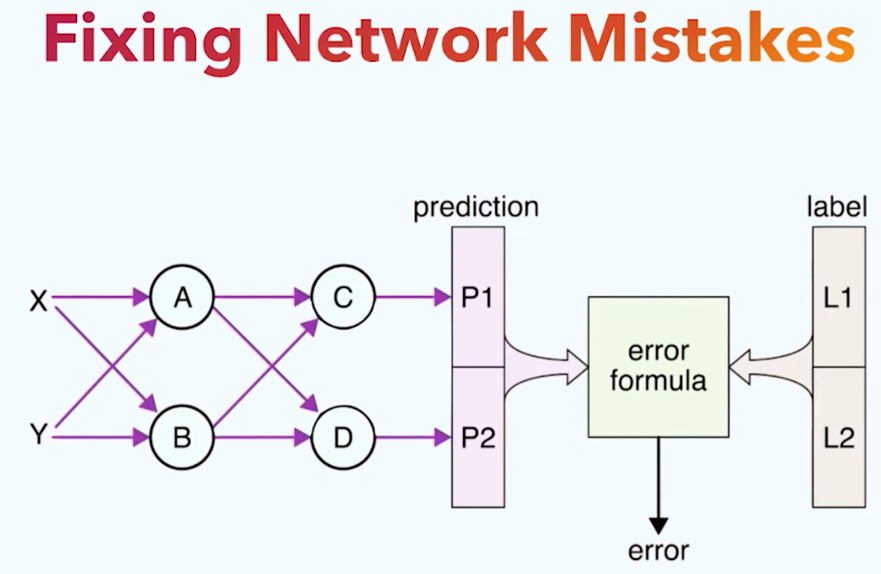 Fixing Network Mistakes
prediction
label
X
A
C
P1
L1
error
formula
Y
B
D
P2
L2
error